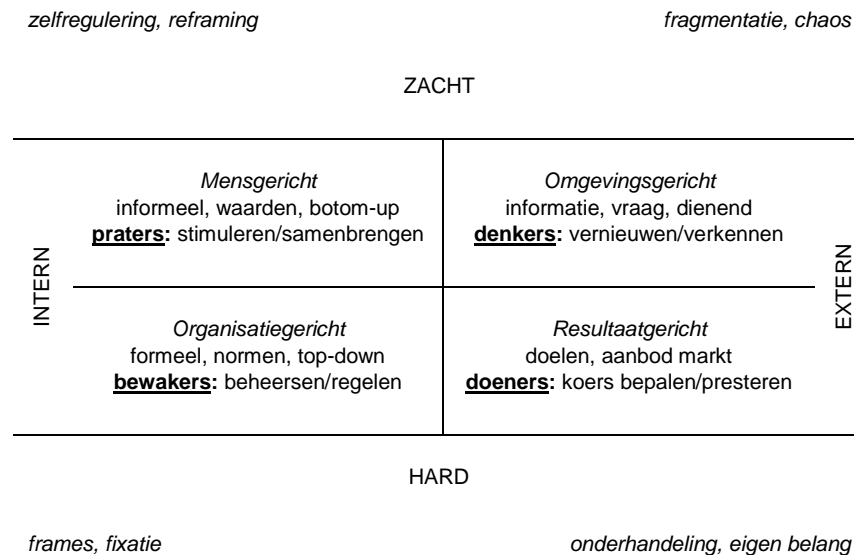 zelfregulering, reframing
fragmentatie, chaos
ZACHT
INTERN
Mensgericht
informeel, waarden, botom-up
praters: stimuleren/samenbrengen
Omgevingsgericht
informatie, vraag, dienend
denkers: vernieuwen/verkennen
EXTERN
Organisatiegericht
formeel, normen, top-down
bewakers: beheersen/regelen
Resultaatgericht
doelen, aanbod markt
doeners: koers bepalen/presteren
HARD
frames, fixatie
onderhandeling, eigen belang